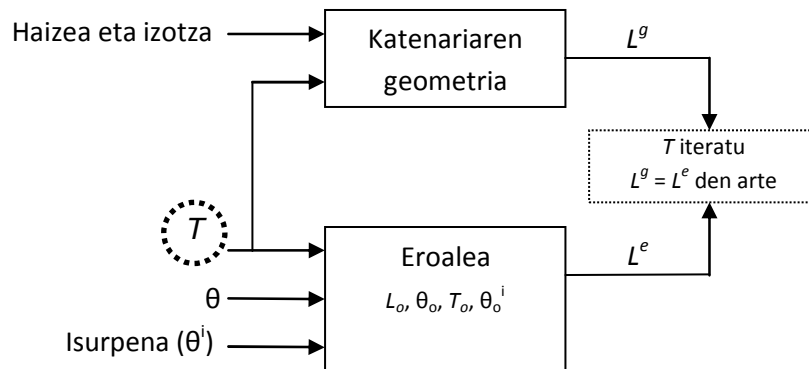 Haizea eta izotza
Katenariaren
geometria
L^g
T iteratu
L^g = L^e den arte
T
Eroalea
L_o, θ_o, T_o, θ_o^i
L^e
θ
Isurpena (θ^i)